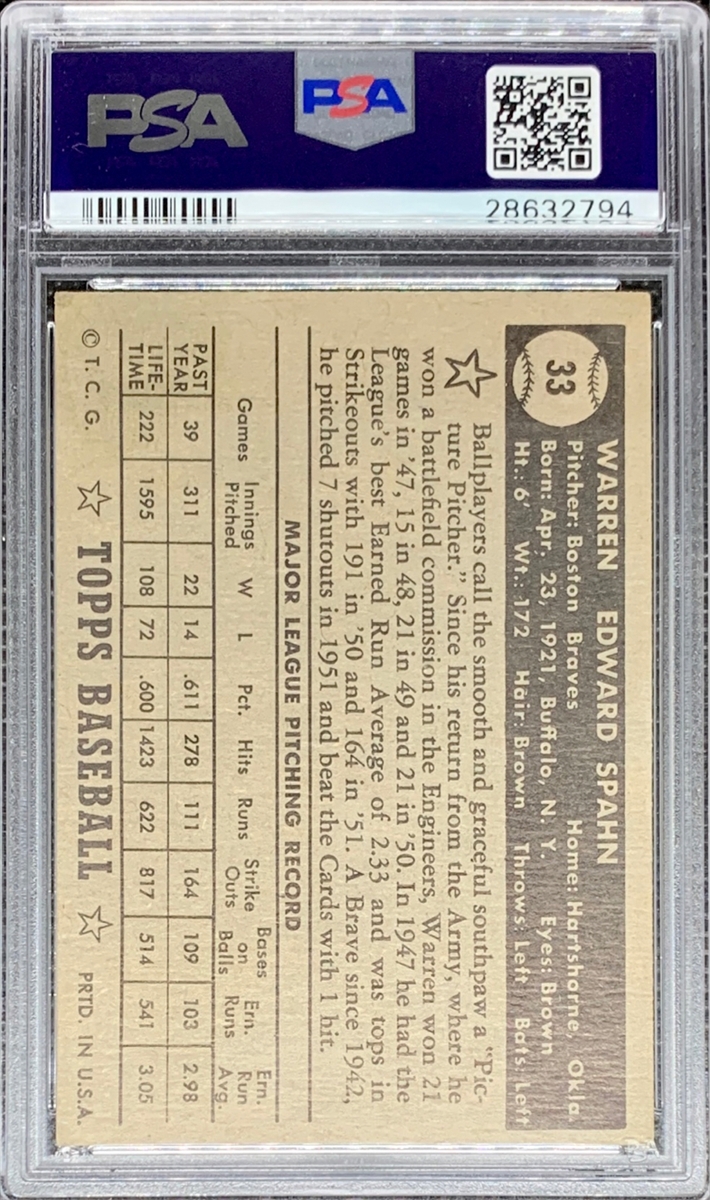 PSA
PSA
28632794
33
WARREN EDWARD SPAHN
Pitcher: Boston Braves Home: Hartshorne, Okla
Born: Apr. 23, 1921, Buffalo, N. Y. Eyes: Brown
Ht.: 6' Wt.: 172 Hair: Brown Throws: Left Bats: Left
Ballplayers call the smooth and graceful southpaw a "Pic-
ture Pitcher." Since his return from the Army, where he
won a battlefield commission in the Engineers, Warren won 21
games in '47, 15 in 48, 21 in 49 and 21 in '50. In 1947 he had the
League's best Earned Run Average of 2.33 and was tops in
Strikeouts with 191 in '50 and 164 in '51. A Brave since 1942,
he pitched 7 shutouts in 1951 and beat the Cards with 1 hit.
MAJOR LEAGUE PITCHING RECORD
Games Innings Pitched W L Pct. Hits Runs Strike Outs Bases on Balls Ern. Runs Ern. Run Avg.
PAST YEAR 39 311 22 14 .611 278 111 164 109 103 2.98
LIFE-TIME 222 1595 108 72 .600 1423 622 817 514 541 3.05
© T. C. G. TOPPS BASEBALL PRTD. IN U.S.A.